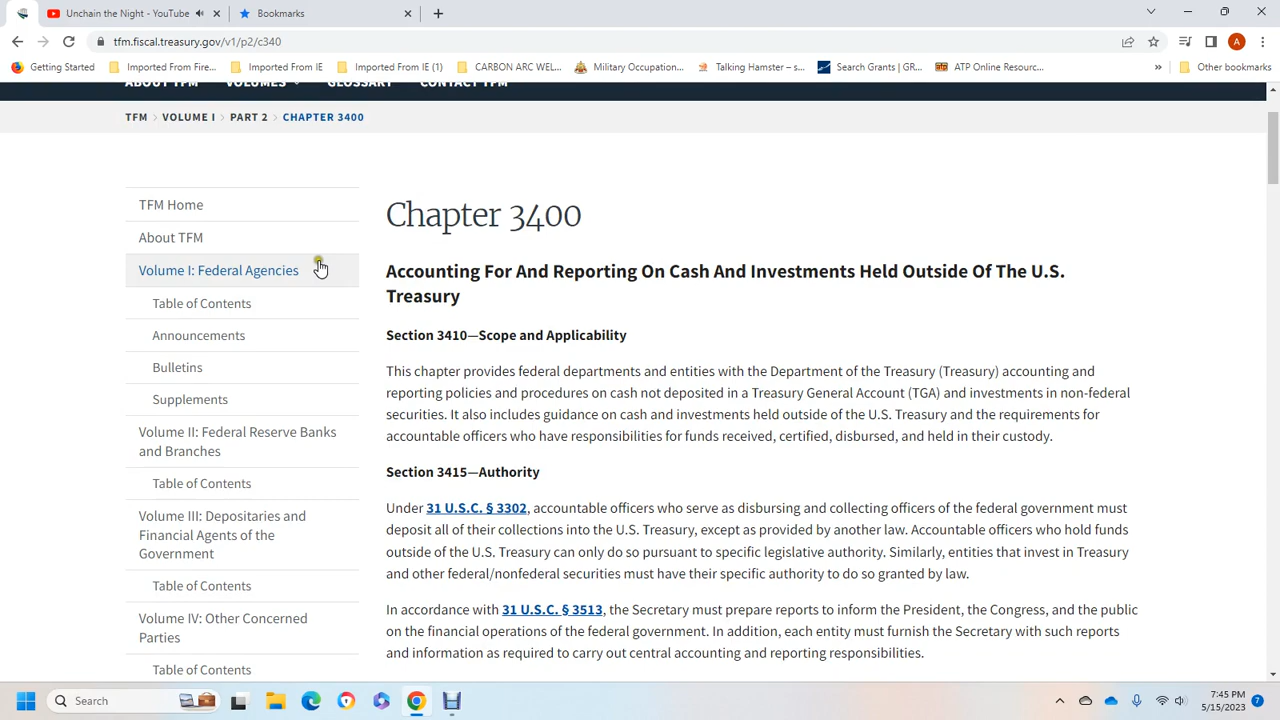 Unchain the Night - YouTube
Bookmarks
tfm.fiscal.treasury.gov/v1/p2/c340
A
Getting Started
Imported From Fire...
Imported From IE
Imported From IE (1)
CARBON ARC WEL...
Military Occupation...
Talking Hamster – s...
Search Grants | GR...
ATP Online Resourc...
»
Other bookmarks
ABOUT TFM VOLUMES GLOSSARY CONTACT TFM
TFM > VOLUME I > PART 2 > CHAPTER 3400
TFM Home
About TFM
Volume I: Federal Agencies
Table of Contents
Announcements
Bulletins
Supplements
Volume II: Federal Reserve Banks
and Branches
Table of Contents
Volume III: Depositaries and
Financial Agents of the
Government
Table of Contents
Volume IV: Other Concerned
Parties
Table of Contents
Chapter 3400
Accounting For And Reporting On Cash And Investments Held Outside Of The U.S.
Treasury
Section 3410—Scope and Applicability
This chapter provides federal departments and entities with the Department of the Treasury (Treasury) accounting and
reporting policies and procedures on cash not deposited in a Treasury General Account (TGA) and investments in non-federal
securities. It also includes guidance on cash and investments held outside of the U.S. Treasury and the requirements for
accountable officers who have responsibilities for funds received, certified, disbursed, and held in their custody.
Section 3415—Authority
Under 31 U.S.C. § 3302, accountable officers who serve as disbursing and collecting officers of the federal government must
deposit all of their collections into the U.S. Treasury, except as provided by another law. Accountable officers who hold funds
outside of the U.S. Treasury can only do so pursuant to specific legislative authority. Similarly, entities that invest in Treasury
and other federal/nonfederal securities must have their specific authority to do so granted by law.
In accordance with 31 U.S.C. § 3513, the Secretary must prepare reports to inform the President, the Congress, and the public
on the financial operations of the federal government. In addition, each entity must furnish the Secretary with such reports
and information as required to carry out central accounting and reporting responsibilities.
Search
7:45 PM
5/15/2023
7